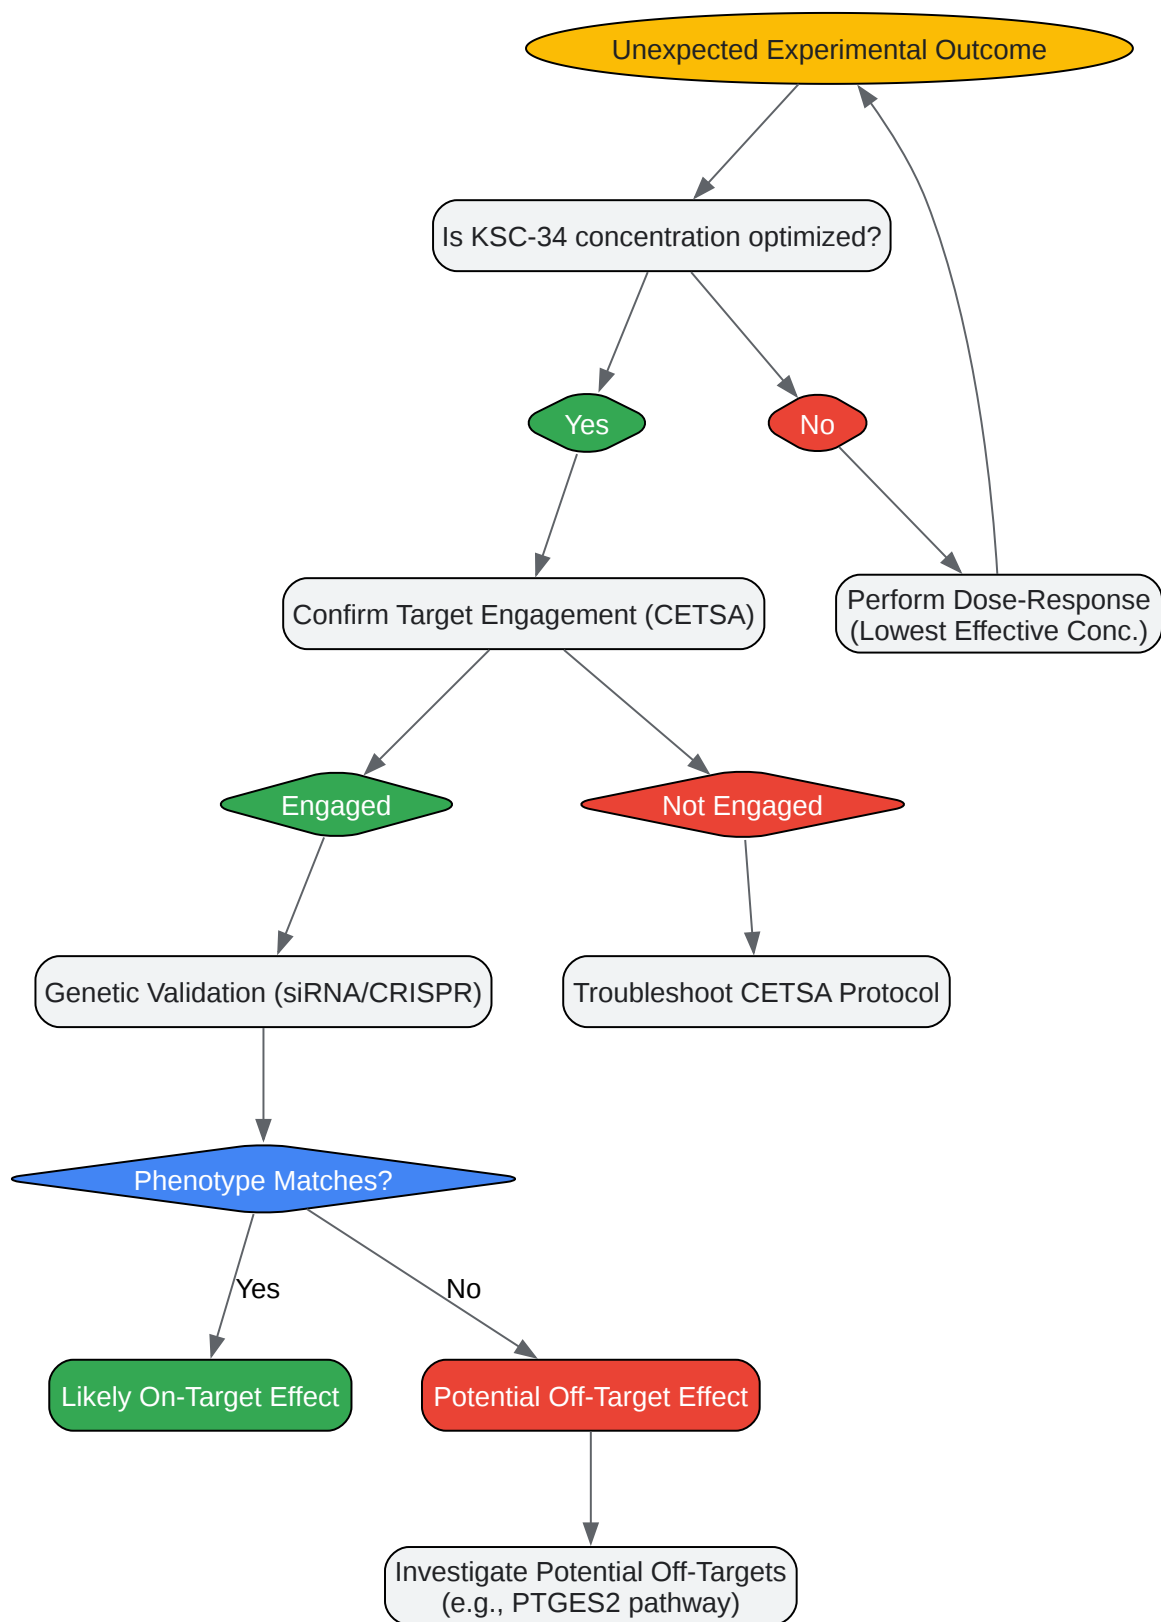 Unexpected Experimental Outcome
Is KSC-34 concentration optimized?
Yes
No
Perform Dose-Response
(Lowest Effective Conc.)
Confirm Target Engagement (CETSA)
Engaged
Not Engaged
Genetic Validation (siRNA/CRISPR)
Troubleshoot CETSA Protocol
Phenotype Matches?
Yes
No
Likely On-Target Effect
Potential Off-Target Effect
Investigate Potential Off-Targets
(e.g., PTGES2 pathway)